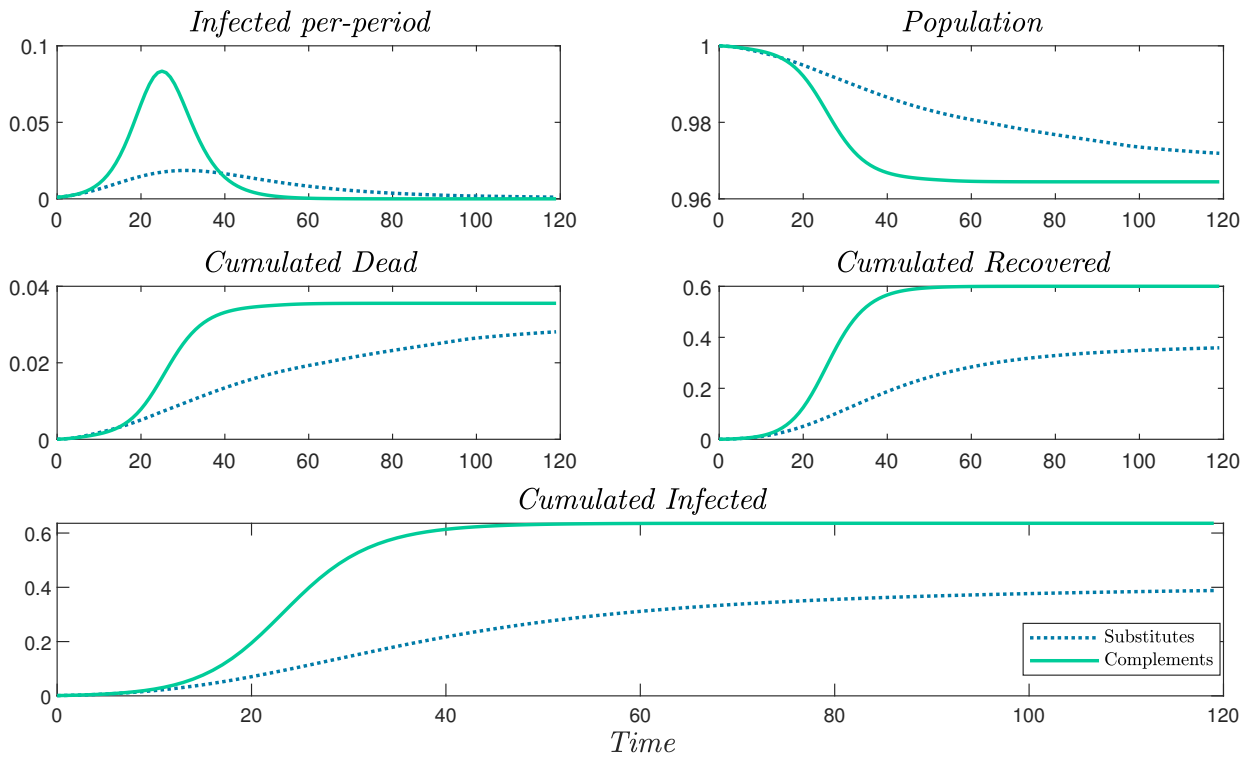 Infected per-period
0.1
0.05
0
0 20 40 60 80 100 120
Population
1
0.98
0.96
0 20 40 60 80 100 120
Cumulated Dead
0.04
0.02
0
0 20 40 60 80 100 120
Cumulated Recovered
0.6
0.4
0.2
0
0 20 40 60 80 100 120
Cumulated Infected
0.6
0.4
0.2
0
Substitutes
Complements
0 20 40 60 80 100 120
Time